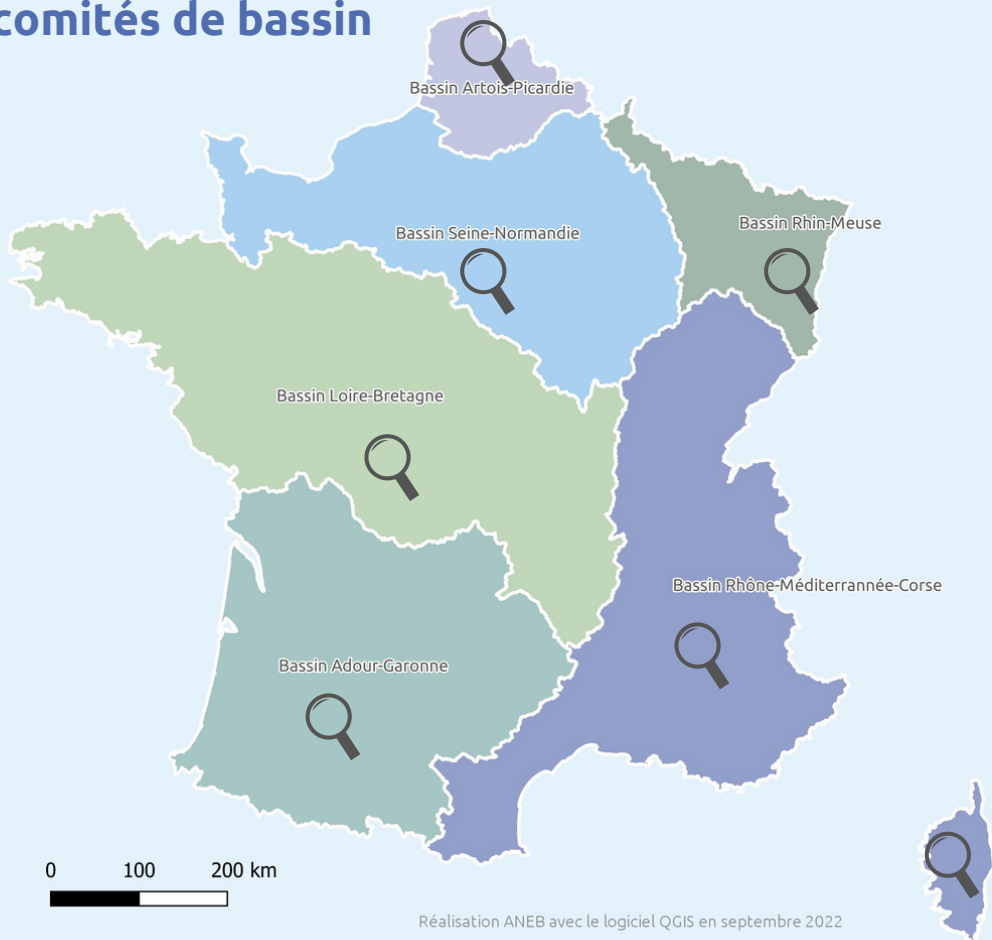 comités de bassin
Bassin Artois-Picardie
Bassin Rhin-Meuse
Bassin Seine-Normandie
Bassin Loire-Bretagne
Bassin Rhône-Méditerrannée-Corse
Bassin Adour-Garonne
0 100 200 km
Réalisation ANEB avec le logiciel QGIS en septembre 2022